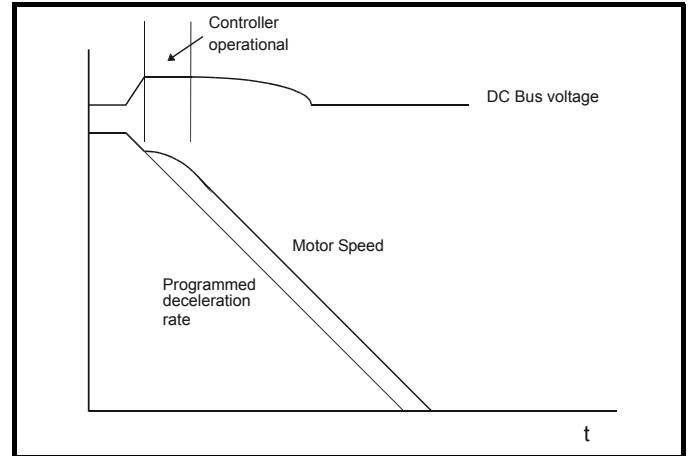 Controller
operational
DC Bus voltage
Motor Speed
Programmed
deceleration
rate
t